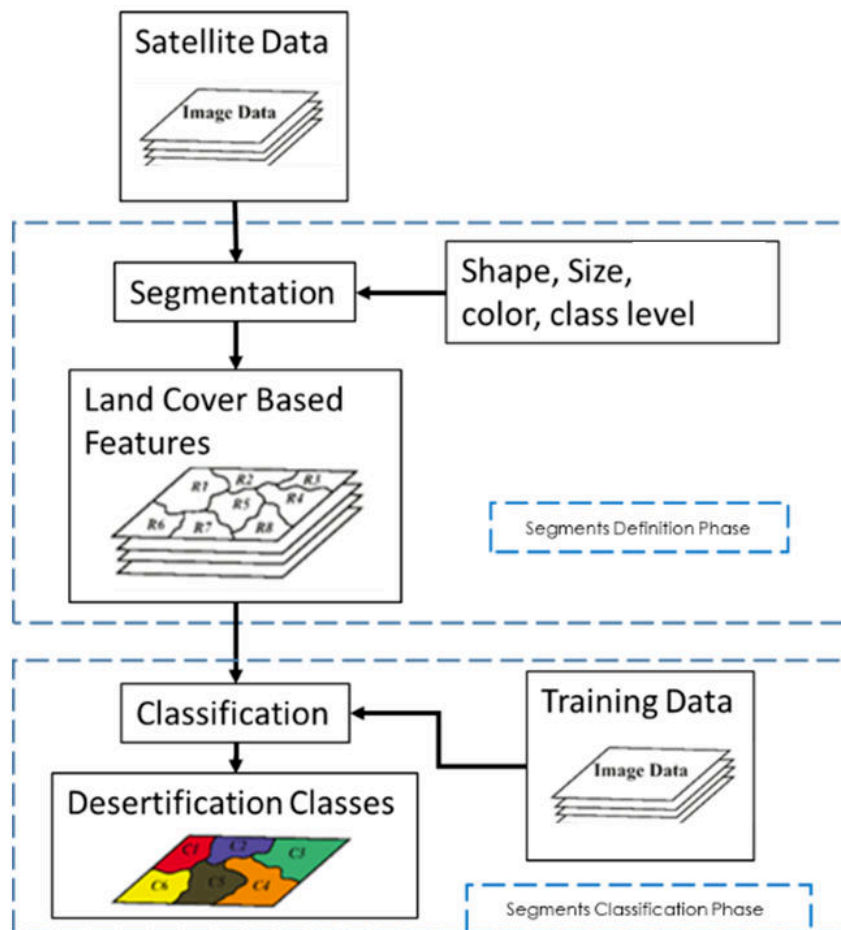 Satellite Data
Image Data
Segmentation
Shape, Size,
color, class level
Land Cover Based
Features
R1
R2
R3
R4
R5
R6
R7
R8
Segments Definition Phase
Classification
Training Data
Image Data
Desertification Classes
C1
C2
C3
C6
C5
C4
Segments Classification Phase